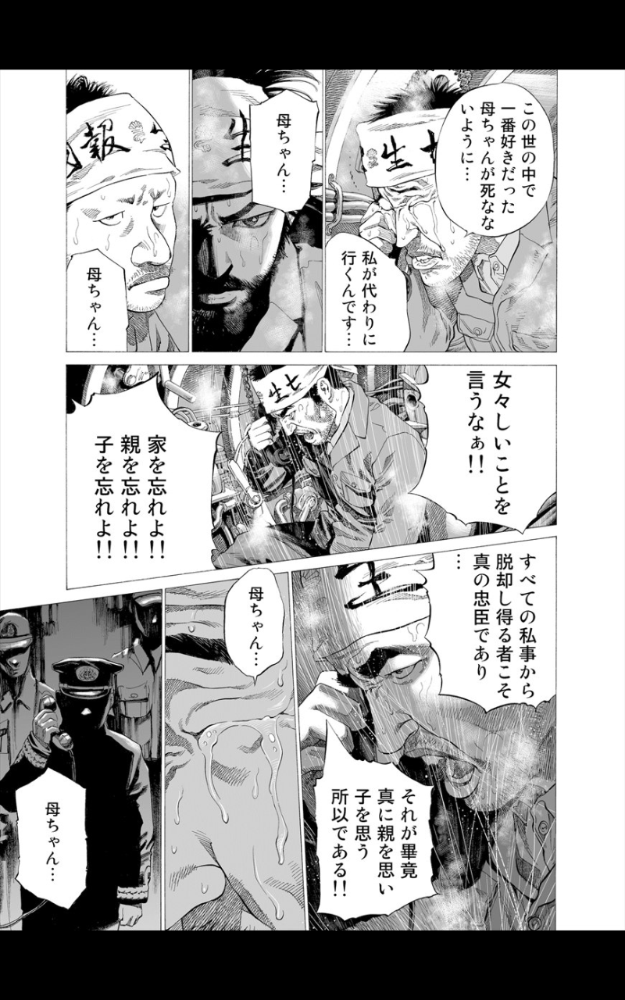 この世の中で
一番好きだった
母ちゃんが死なな
いように…
私が代わりに
行くんです…
生七
母ちゃん…
生
報
母ちゃん…
女々しいことを
言うなぁ!!
生七
家を忘れよ!!
親を忘れよ!!
子を忘れよ!!
すべての私事から
脱却し得る者こそ
真の忠臣であり
…
生
それが畢竟
真に親を思い
子を思う
所以である!!
母ちゃん…
母ちゃん…